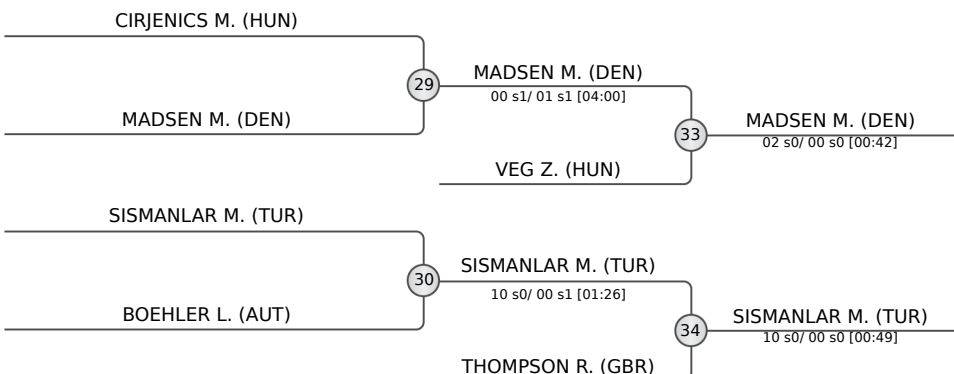 CIRJENICS M. (HUN)
29
MADSEN M. (DEN)
00 s1/ 01 s1 [04:00]
MADSEN M. (DEN)
33
MADSEN M. (DEN)
02 s0/ 00 s0 [00:42]
VEG Z. (HUN)
SISMANLAR M. (TUR)
30
SISMANLAR M. (TUR)
10 s0/ 00 s1 [01:26]
BOEHLER L. (AUT)
34
SISMANLAR M. (TUR)
10 s0/ 00 s0 [00:49]
THOMPSON R. (GBR)